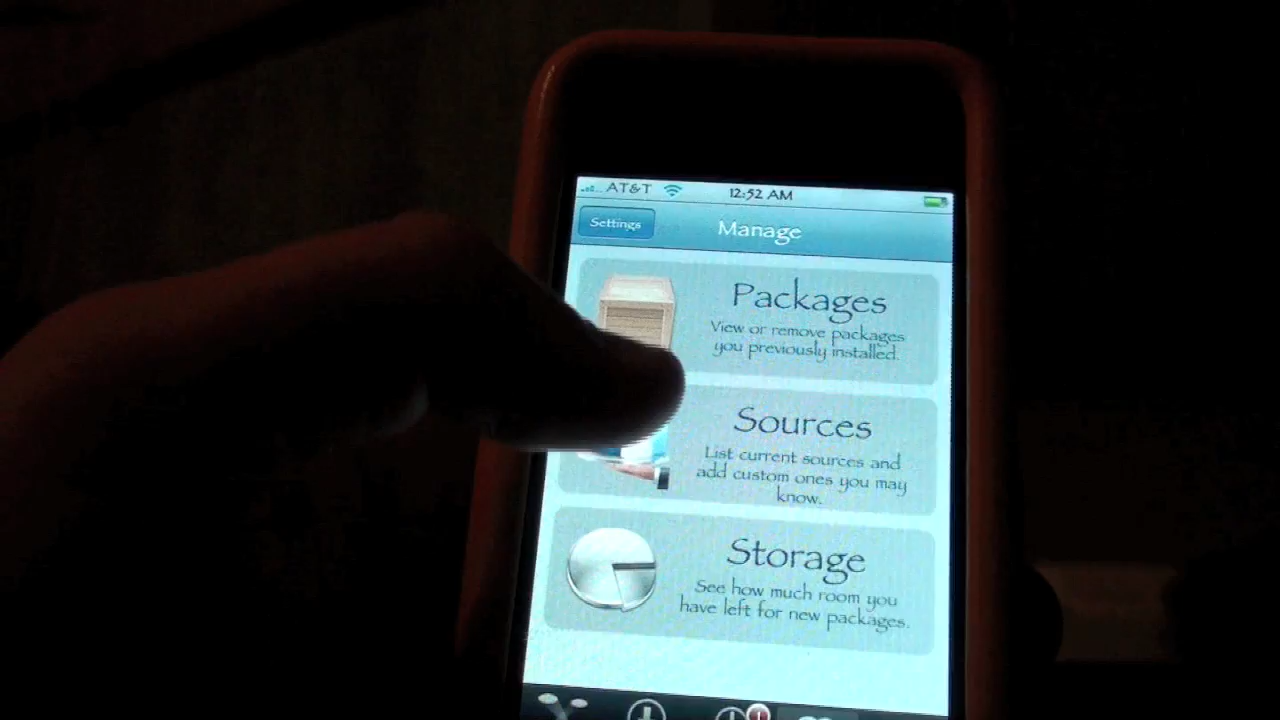 AT&T 12:52 AM
Settings Manage
Packages
View or remove packages
you previously installed.
Sources
List current sources and
add custom ones you may
know.
Storage
See how much room you
have left for new packages.